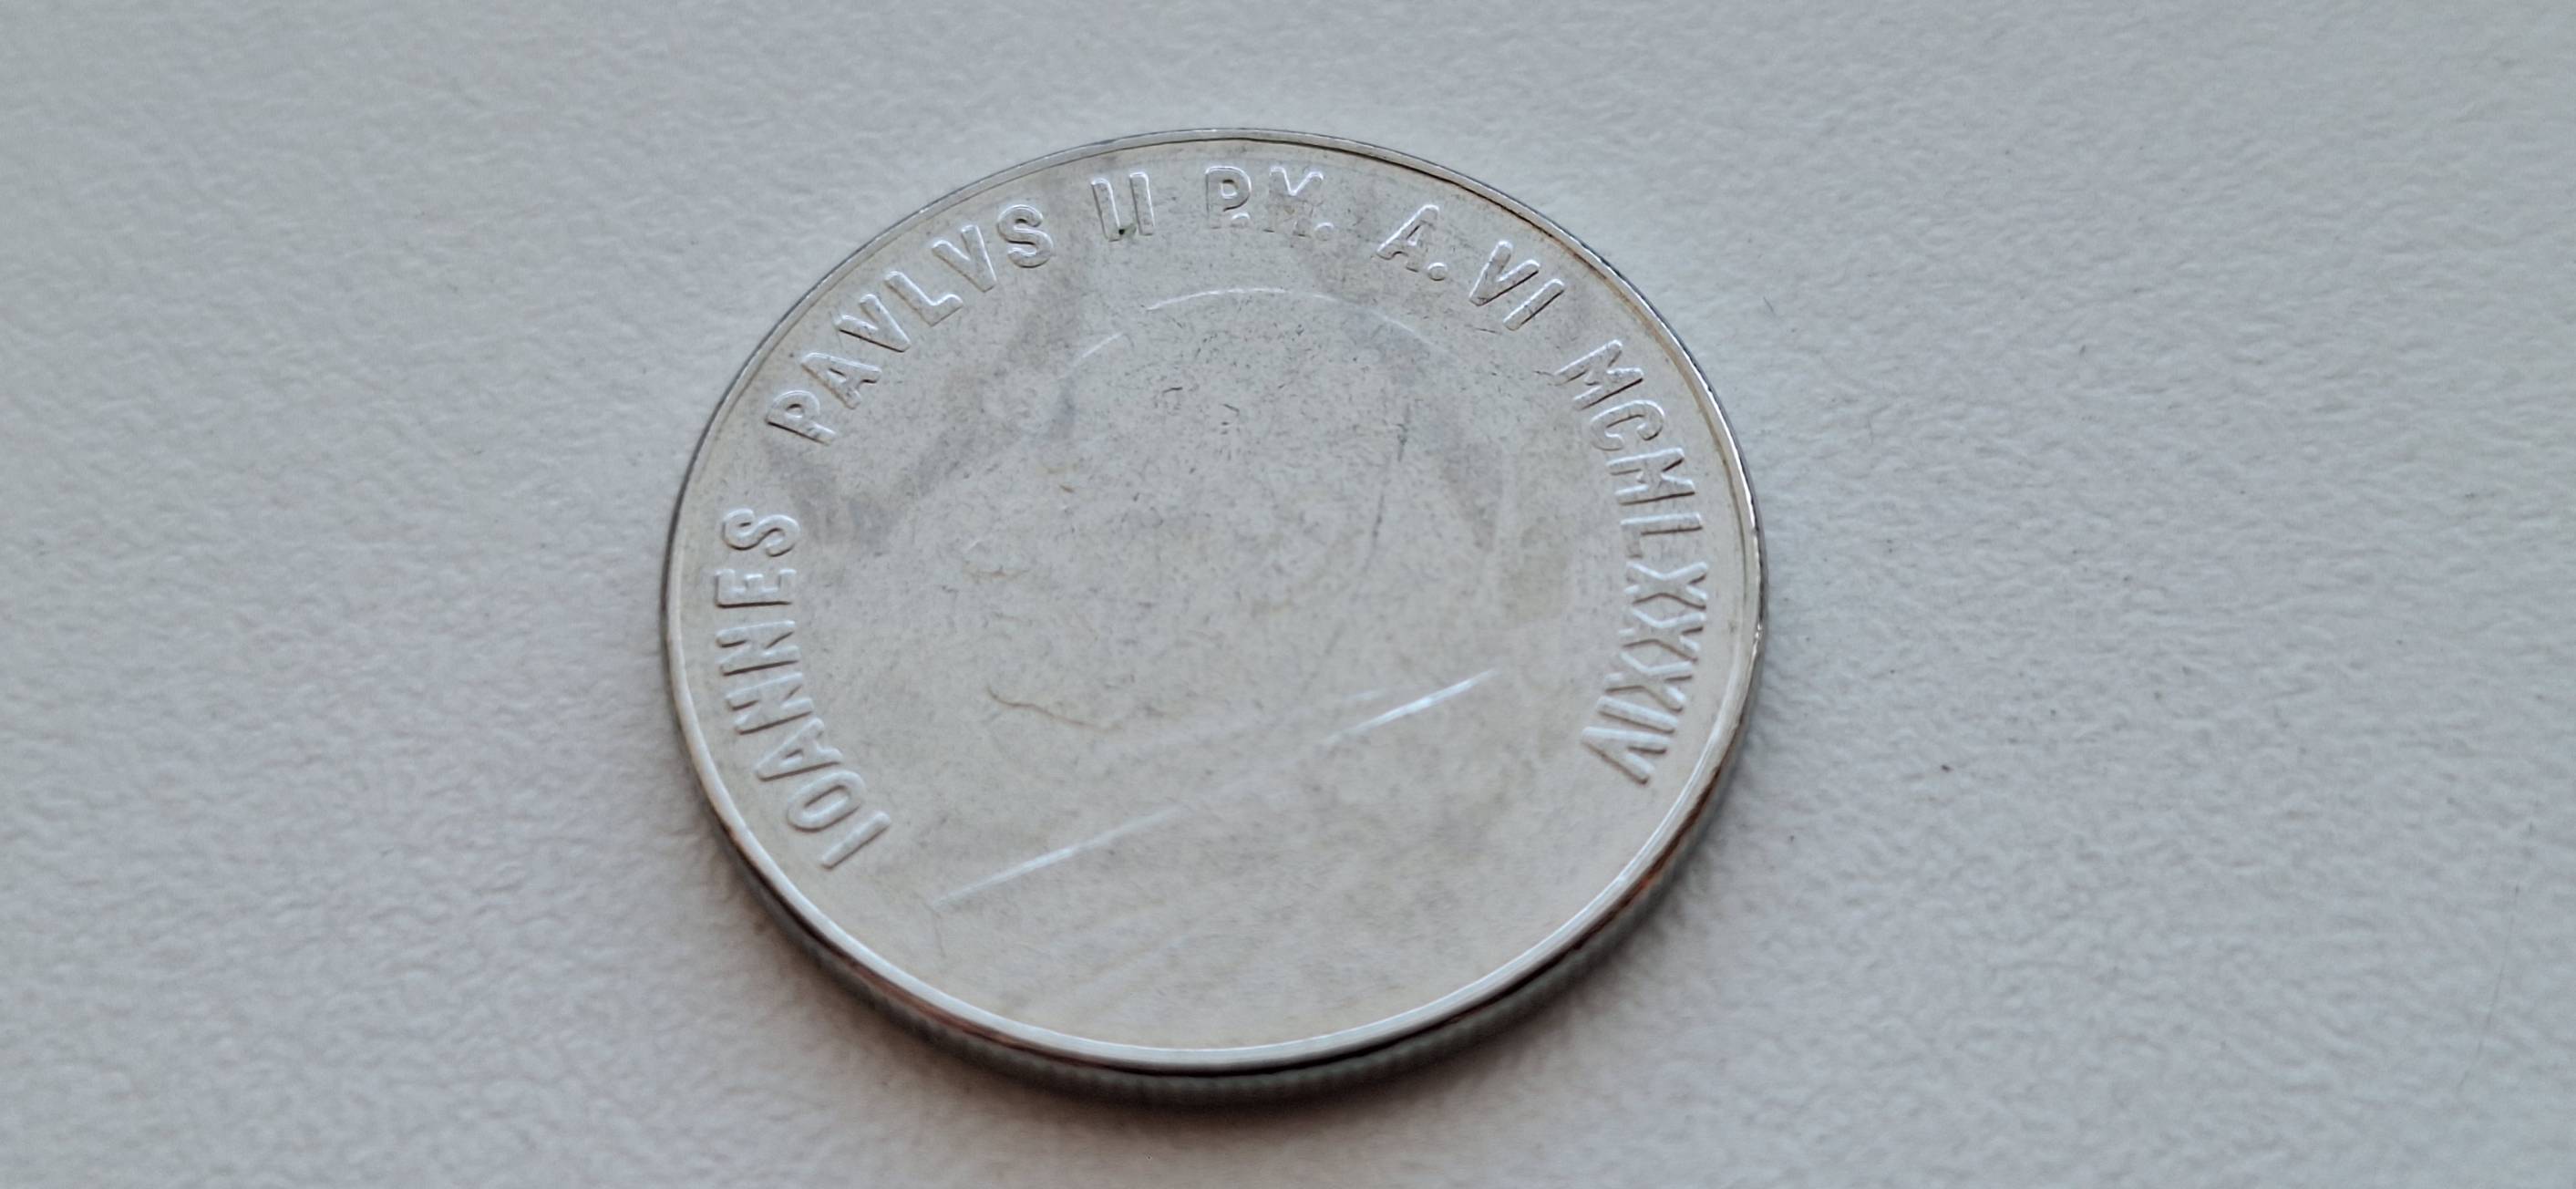 IOANNES PAVLVS II P.M. A. VI MCMLXXXIV